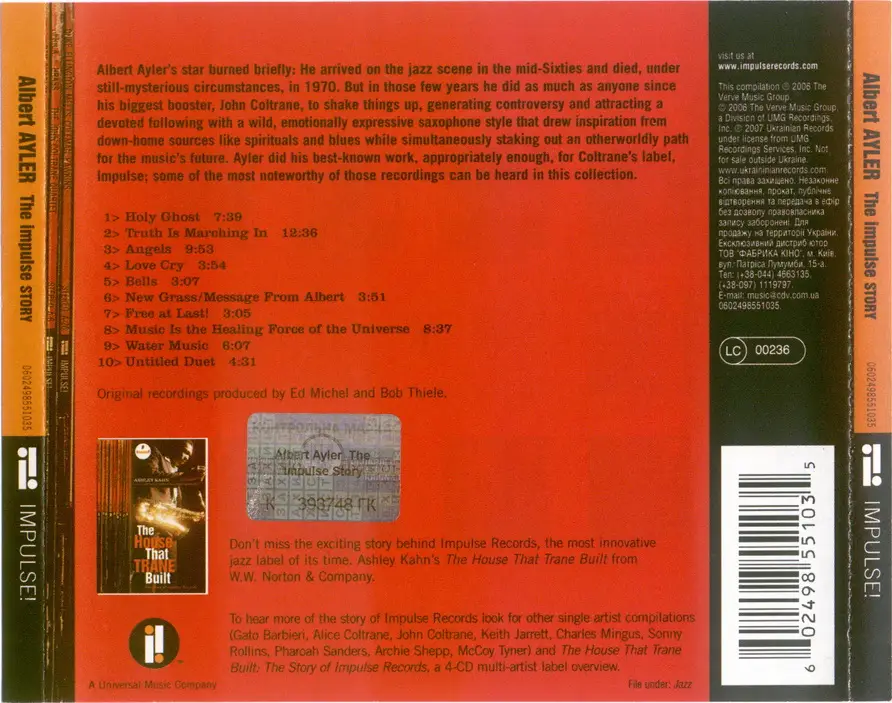 Albert AYLER The impulse STORY
0602498551035
IMPULSE!
Albert Ayler's star burned briefly: He arrived on the jazz scene in the mid-Sixties and died, under
still-mysterious circumstances, in 1970. But in those few years he did as much as anyone since
his biggest booster, John Coltrane, to shake things up, generating controversy and attracting a
devoted following with a wild, emotionally expressive saxophone style that drew inspiration from
down-home sources like spirituals and blues while simultaneously staking out an otherworldly path
for the music's future. Ayler did his best-known work, appropriately enough, for Coltrane's label,
Impulse; some of the most noteworthy of those recordings can be heard in this collection.
1> Holy Ghost 7:39
2> Truth Is Marching In 12:36
3> Angels 9:53
4> Love Cry 3:54
5> Bells 3:07
6> New Grass/Message From Albert 3:51
7> Free at Last! 3:05
8> Music Is the Healing Force of the Universe 8:37
9> Water Music 6:07
10> Untitled Duet 4:31
Original recordings produced by Ed Michel and Bob Thiele.
Albert Ayler The
impulse Story
К 393748 ГК
ASHLEY KAHN
The
House
That
TRANE
Built
Don't miss the exciting story behind Impulse Records, the most innovative
jazz label of its time. Ashley Kahn's The House That Trane Built from
W.W. Norton & Company.
To hear more of the story of Impulse Records look for other single artist compilations
(Gato Barbieri, Alice Coltrane, John Coltrane, Keith Jarrett, Charles Mingus, Sonny
Rollins, Pharoah Sanders, Archie Shepp, McCoy Tyner) and The House That Trane
Built: The Story of Impulse Records, a 4-CD multi-artist label overview.
A Universal Music Company
File under: Jazz
visit us at
www.impulserecords.com
This compilation ℗ 2006 The
Verve Music Group.
© 2006 The Verve Music Group,
a Division of UMG Recordings,
Inc. ℗ 2007 Ukrainian Records
under license from UMG
Recordings Services, Inc. Not
for sale outside Ukraine.
www.ukraininianrecords.com
Всі права захищено. Незаконне
копіювання, прокат, публічне
відтворення та передача в ефір
без дозволу правовласника
запису заборонені. Для
продажу на території України.
Ексклюзивний дистриб'ютор
ТОВ "ФАБРИКА КІНО", м. Київ,
вул. Патріса Лумумби, 15-а.
Тел: (+38-044) 4663135,
(+38-097) 1119797.
E-mail: music@cdv.com.ua
0602498551035
LC 00236
6 02498 55103 5
Albert AYLER The impulse STORY
0602498551035
IMPULSE!